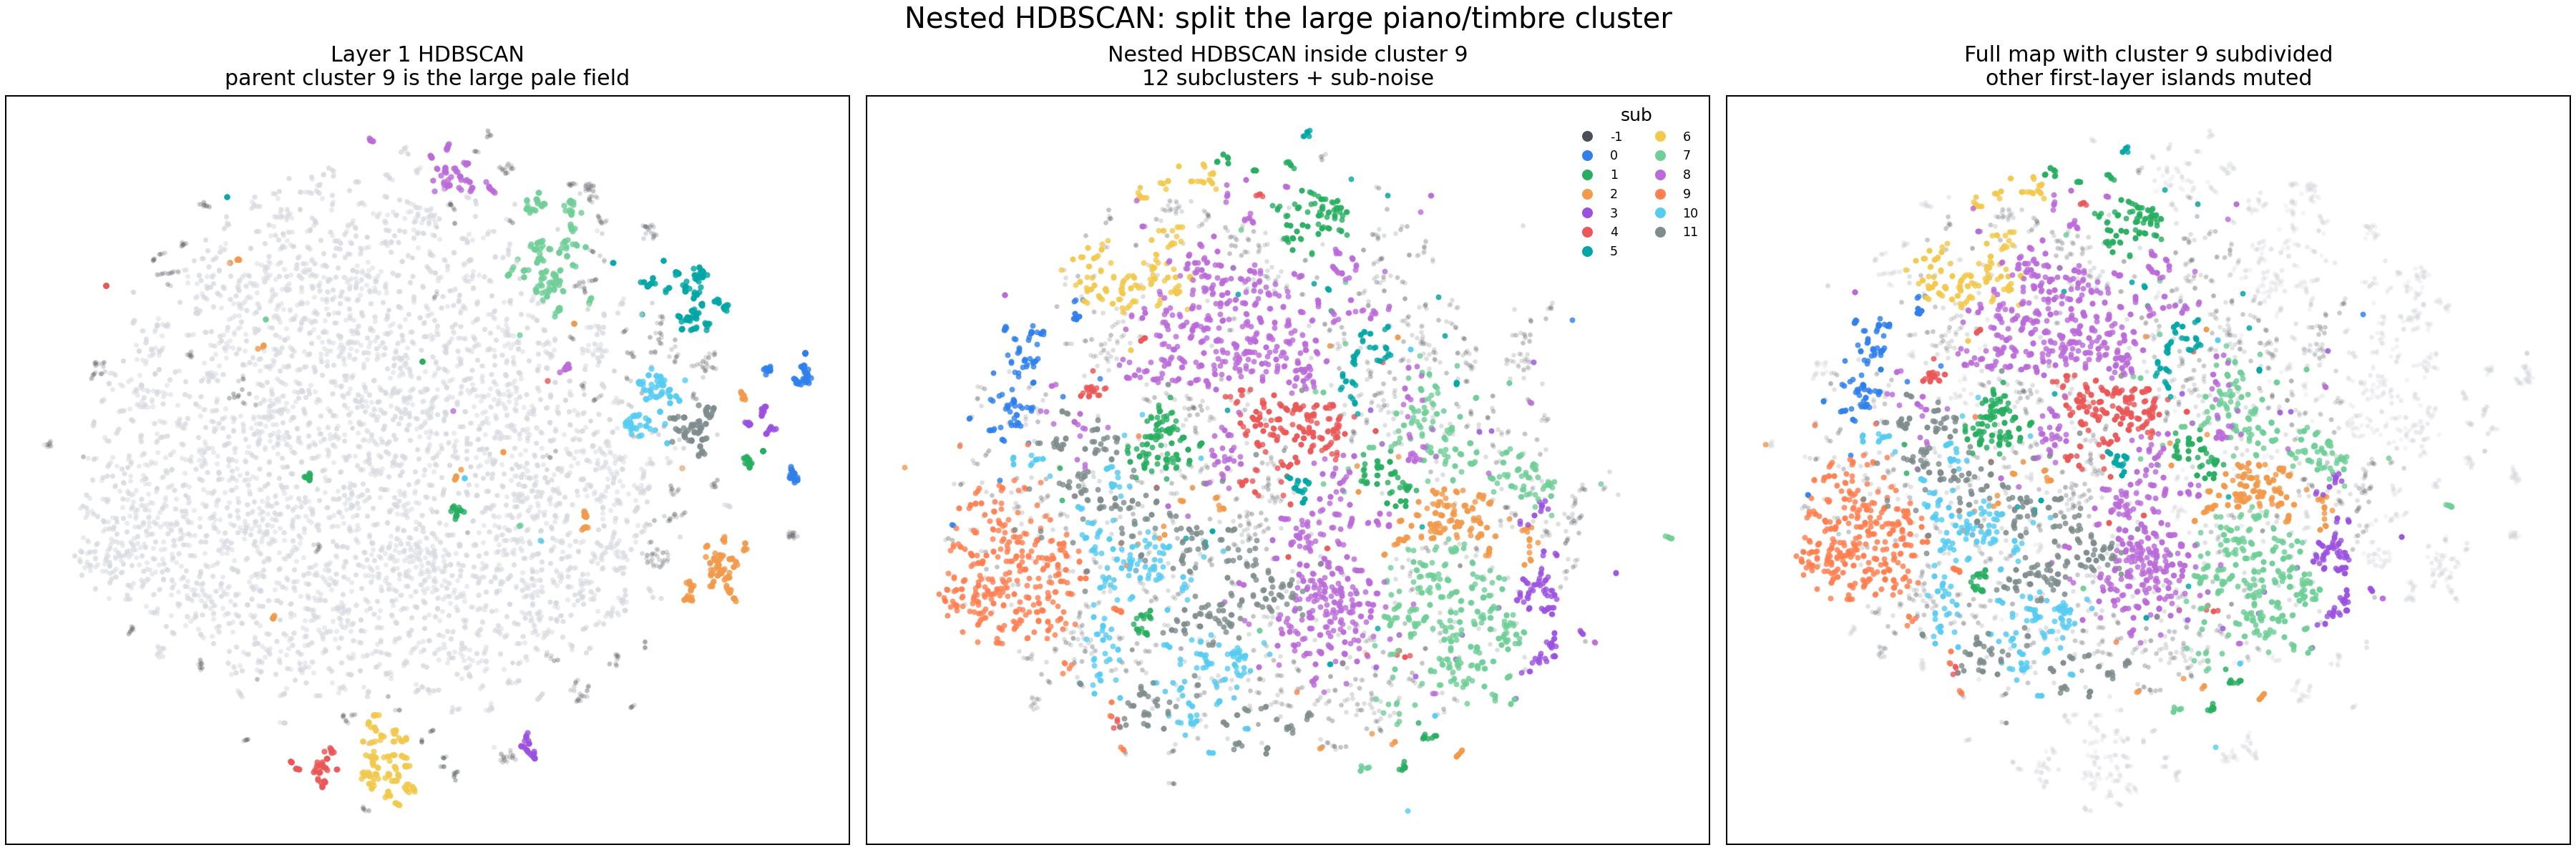 Nested HDBSCAN: split the large piano/timbre cluster
Layer 1 HDBSCAN
parent cluster 9 is the large pale field
Nested HDBSCAN inside cluster 9
12 subclusters + sub-noise
Full map with cluster 9 subdivided
other first-layer islands muted
sub
-1 6
0 7
1 8
2 9
3 10
4 11
5